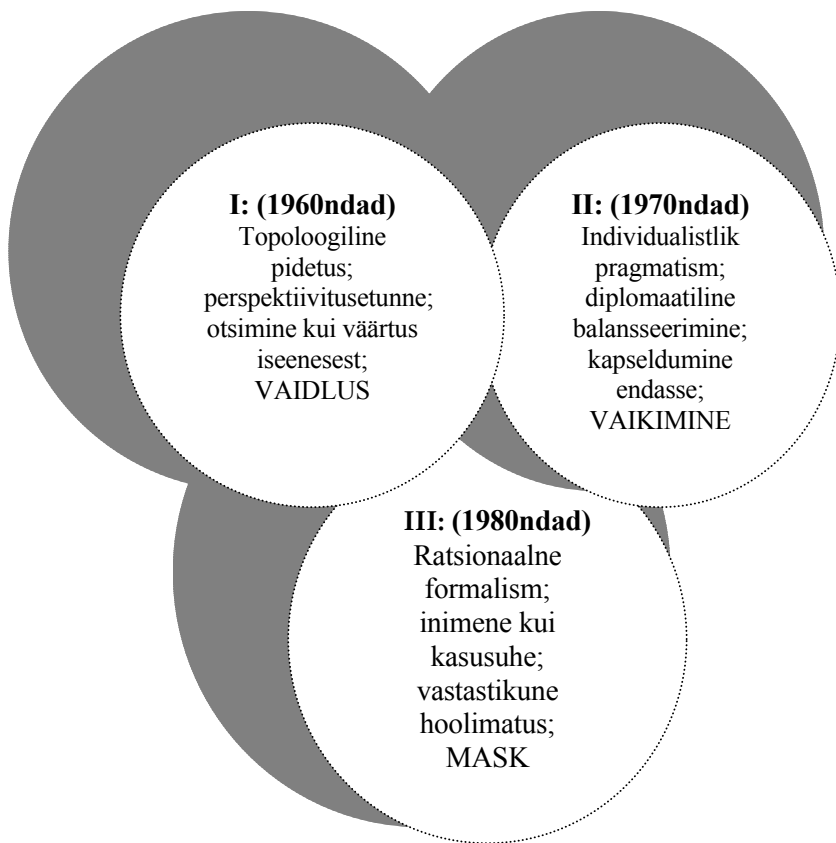 I: (1960ndad)
Topoloogiline
pidetus;
perspektiivitusetunne;
otsimine kui väärtus
iseenesest;
VAIDLUS
II: (1970ndad)
Individualistlik
pragmatism;
diplomaatiline
balansseerimine;
kapseldumine
endasse;
VAIKIMINE
III: (1980ndad)
Ratsionaalne
formalism;
inimene kui
kasusuhe;
vastastikune
hoolimatus;
MASK